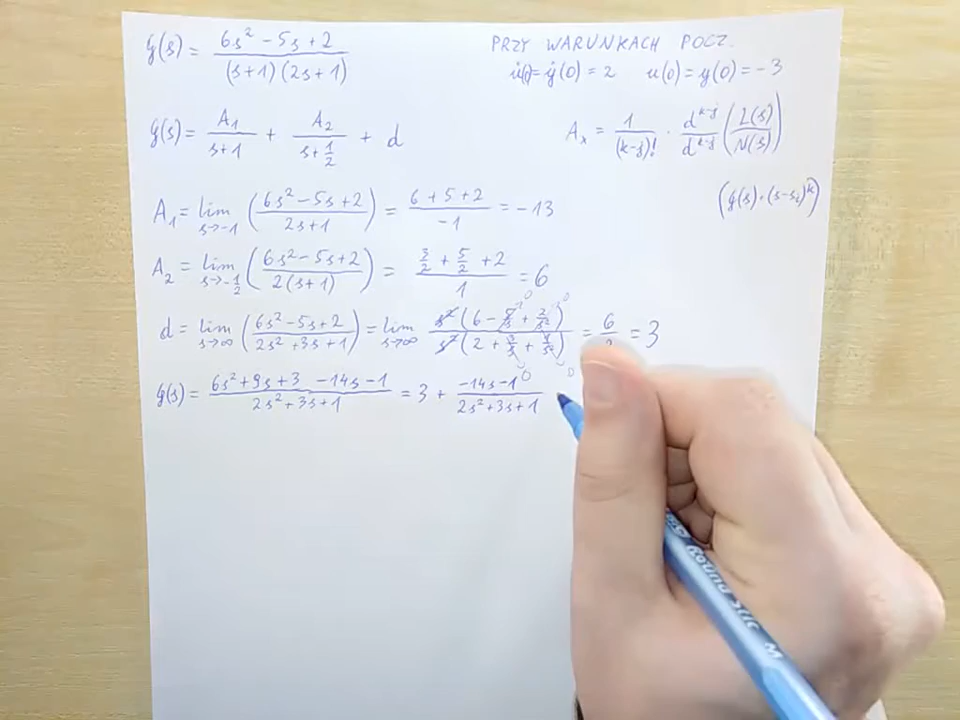 g(s) = (6s² - 5s + 2) / ((s+1)(2s+1))
PRZY WARUNKACH POCZ.
u̇(0) = ẏ(0) = 2   u(0) = y(0) = -3
g(s) = A₁/(s+1) + A₂/(s+½) + d
Aₓ = 1/(k-j)! · d^(k-j)/d^(k-j) (L(s)/N(s))
(g(s)·(s-sᵢ)^k)
A₁ = lim s→-1 ((6s² - 5s + 2)/(2s+1)) = (6+5+2)/(-1) = -13
A₂ = lim s→-½ ((6s² - 5s + 2)/(2(s+1))) = (3/2 + 5/2 + 2)/1 = 6
d = lim s→∞ ((6s² - 5s + 2)/(2s² + 3s + 1)) = lim s→∞ (s²(6 - 5/s + 2/s²))/(s²(2 + 3/s + 1/s²)) = 6/2 = 3
g(s) = (6s² + 9s + 3 - 14s - 1)/(2s² + 3s + 1) = 3 + (-14s - 1)/(2s² + 3s + 1)
BIC ROUND STIC M